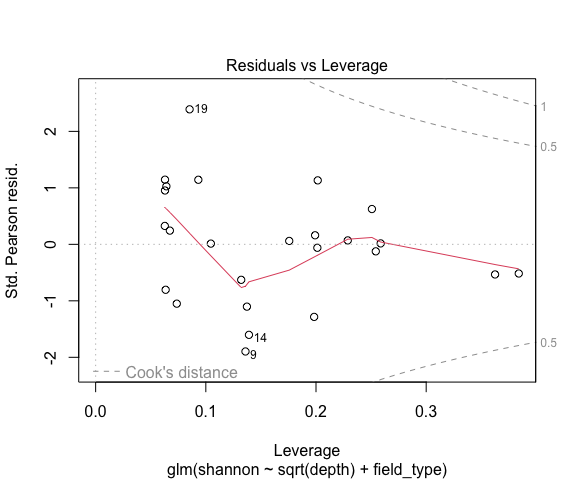 Residuals vs Leverage
Std. Pearson resid.
2
1
0
-1
-2
19
14
9
1
0.5
0.5
Cook's distance
0.0 0.1 0.2 0.3
Leverage
glm(shannon ~ sqrt(depth) + field_type)